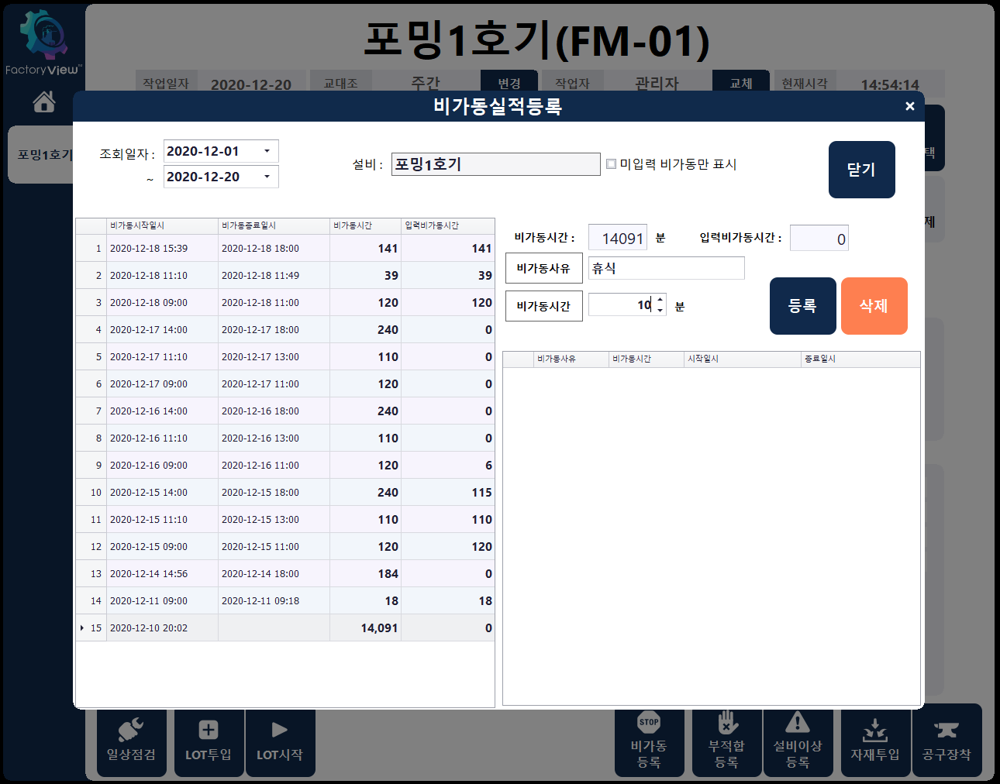 포밍1호기(FM-01)
FactoryView™
작업일자 2020-12-20 교대조 주간 변경 작업자 관리자 교체 현재시각 14:54:14
비가동실적등록 ×
포밍1호기
택
제
조회일자 : 2020-12-01
~ 2020-12-20
설비 : 포밍1호기 미입력 비가동만 표시
닫기
비가동시작일시 비가동종료일시 비가동시간 입력비가동시간
1 2020-12-18 15:39 2020-12-18 18:00 141 141
2 2020-12-18 11:10 2020-12-18 11:49 39 39
3 2020-12-18 09:00 2020-12-18 11:00 120 120
4 2020-12-17 14:00 2020-12-17 18:00 240 0
5 2020-12-17 11:10 2020-12-17 13:00 110 0
6 2020-12-17 09:00 2020-12-17 11:00 120 0
7 2020-12-16 14:00 2020-12-16 18:00 240 0
8 2020-12-16 11:10 2020-12-16 13:00 110 0
9 2020-12-16 09:00 2020-12-16 11:00 120 6
10 2020-12-15 14:00 2020-12-15 18:00 240 115
11 2020-12-15 11:10 2020-12-15 13:00 110 110
12 2020-12-15 09:00 2020-12-15 11:00 120 120
13 2020-12-14 14:56 2020-12-14 18:00 184 0
14 2020-12-11 09:00 2020-12-11 09:18 18 18
15 2020-12-10 20:02 14,091 0
비가동시간 : 14091 분 입력비가동시간 : 0
비가동사유 휴식
비가동시간 10 분
등록 삭제
비가동사유 비가동시간 시작일시 종료일시
일상점검
LOT투입
LOT시작
STOP
비가동
등록
부적합
등록
설비이상
등록
자재투입
공구장착